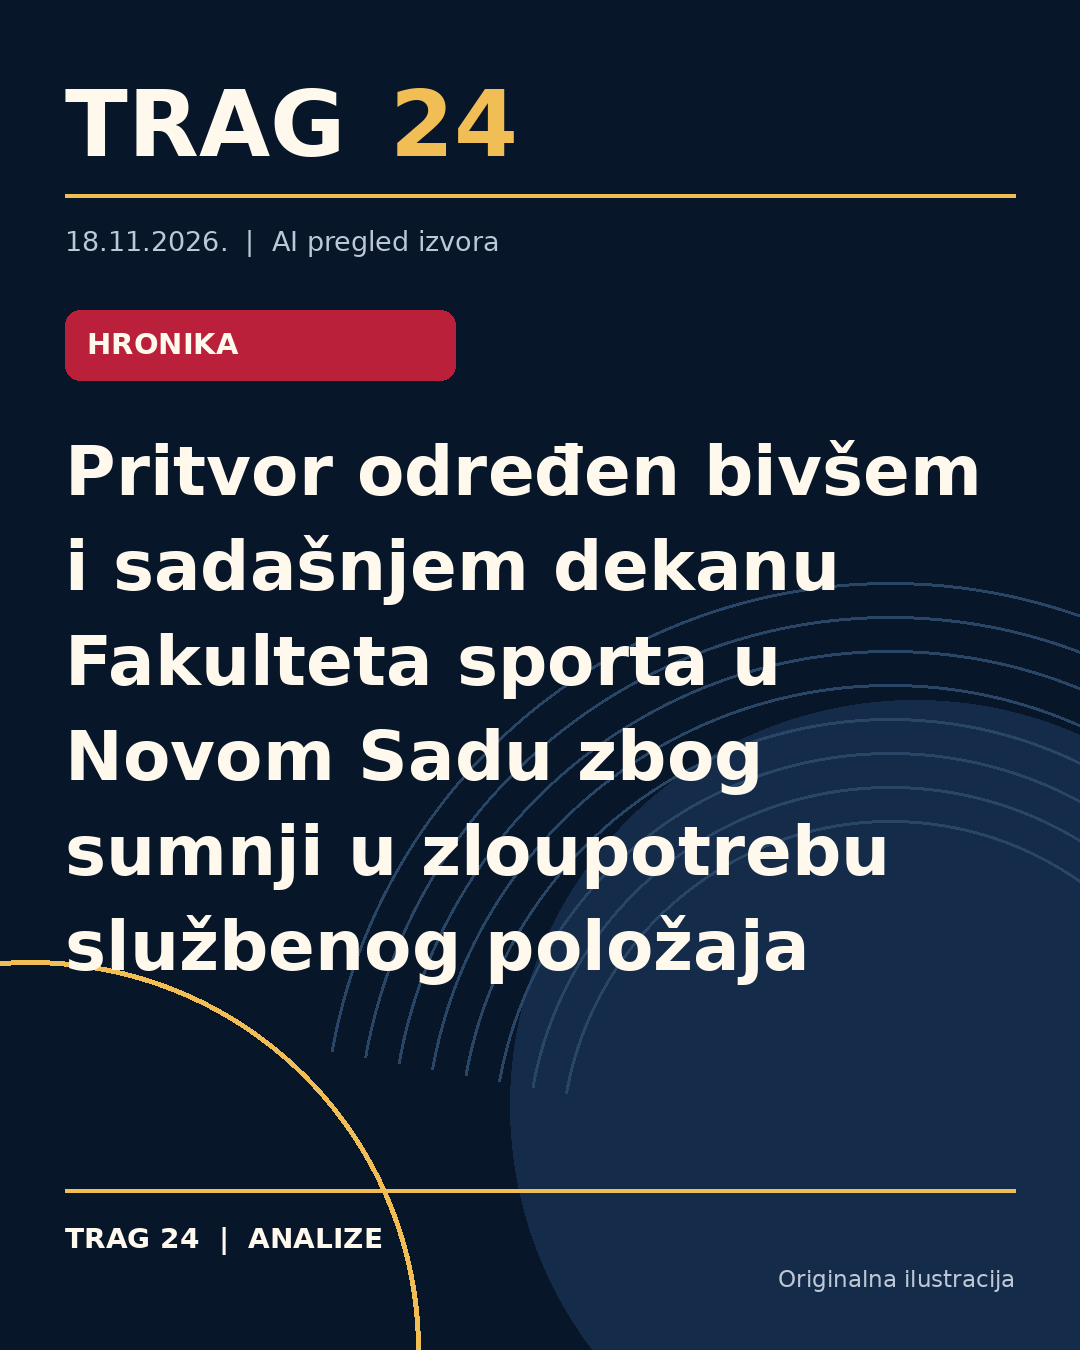 TRAG 24
18.11.2026. | AI pregled izvora
HRONIKA
Pritvor određen bivšem
i sadašnjem dekanu
Fakulteta sporta u
Novom Sadu zbog
sumnji u zloupotrebu
službenog položaja
TRAG 24 | ANALIZE
Originalna ilustracija